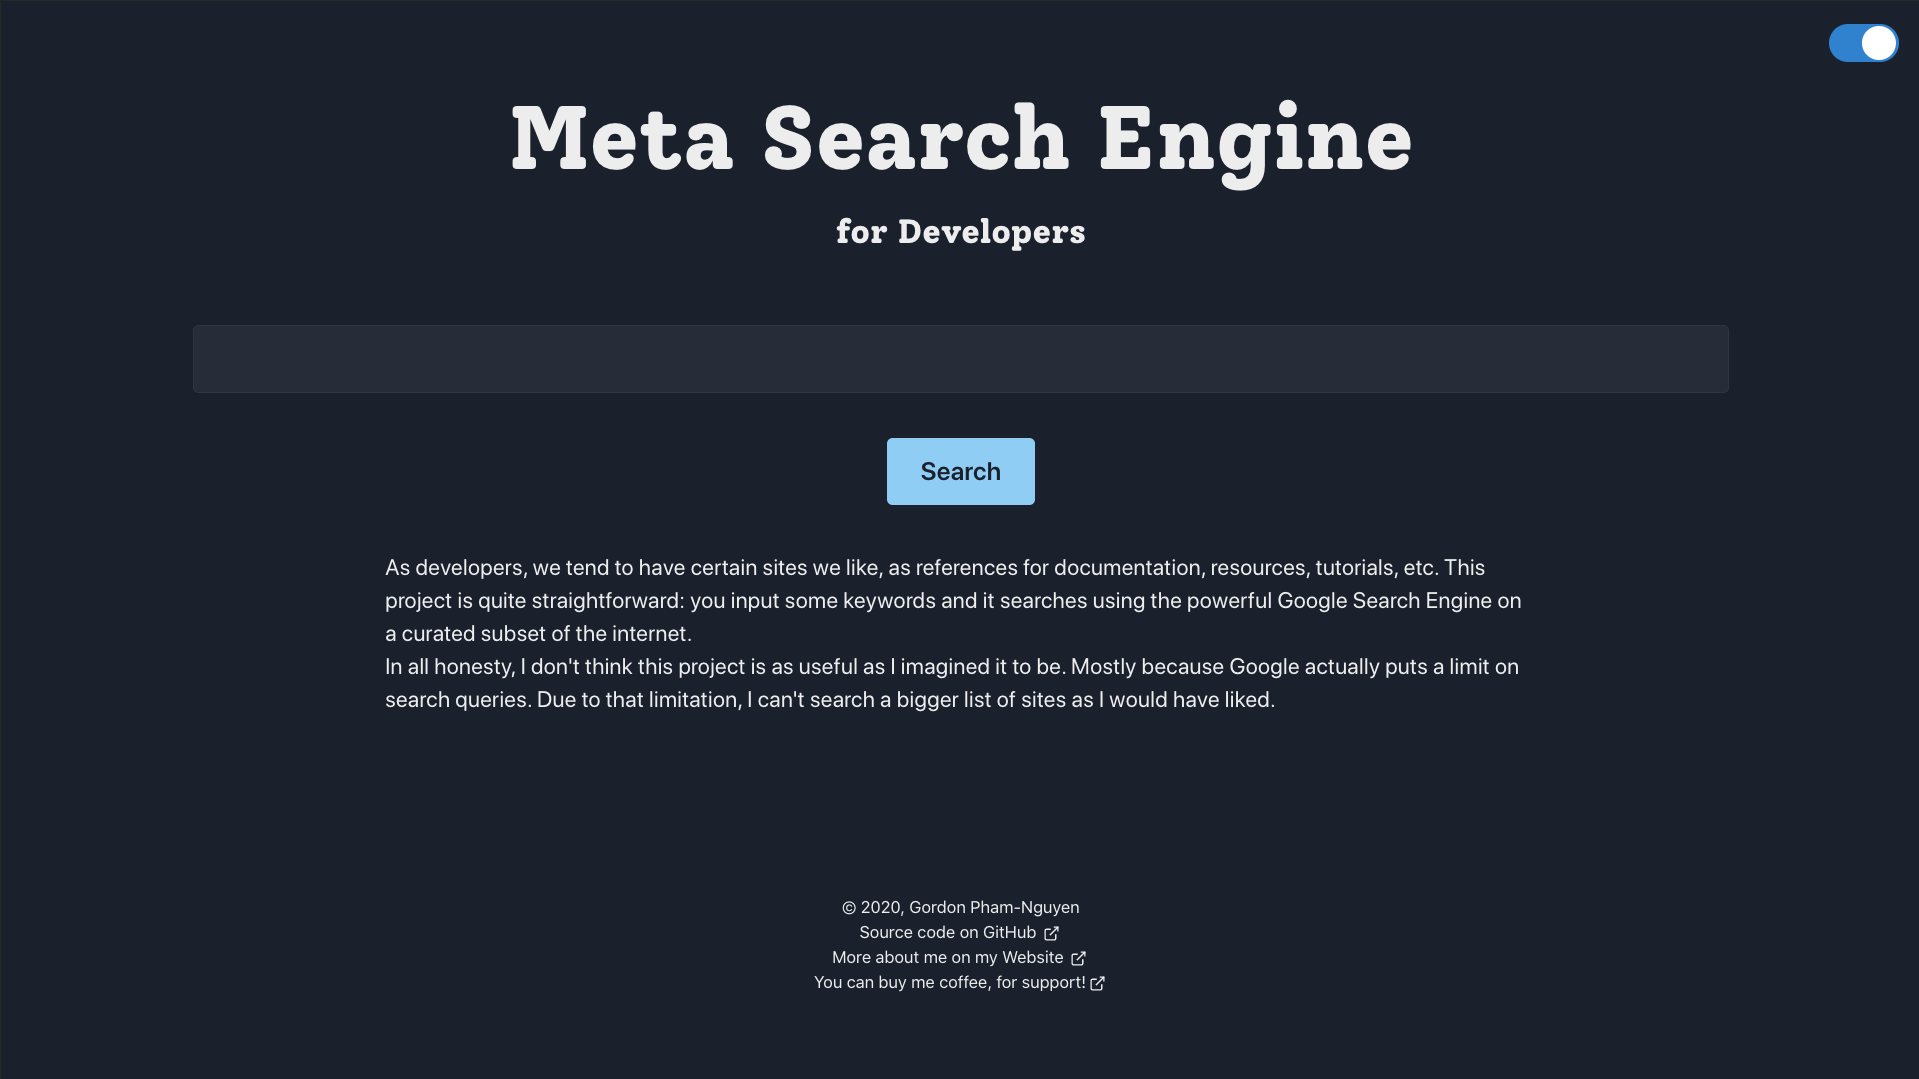 Meta Search Engine
for Developers
Search
As developers, we tend to have certain sites we like, as references for documentation, resources, tutorials, etc. This
project is quite straightforward: you input some keywords and it searches using the powerful Google Search Engine on
a curated subset of the internet.
In all honesty, I don't think this project is as useful as I imagined it to be. Mostly because Google actually puts a limit on
search queries. Due to that limitation, I can't search a bigger list of sites as I would have liked.
© 2020, Gordon Pham-Nguyen
Source code on GitHub
More about me on my Website
You can buy me coffee, for support!